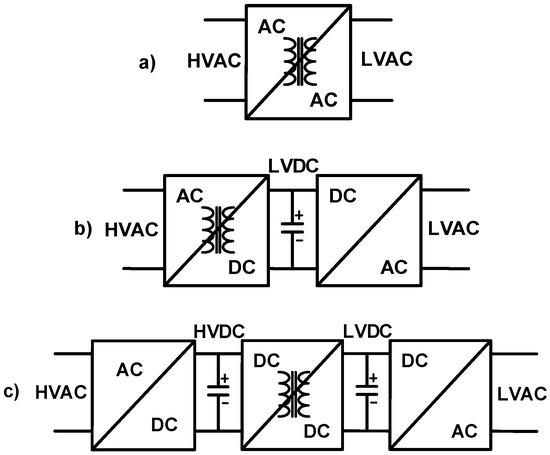 AC
a) HVAC LVAC
AC
LVDC
AC DC
+
b) HVAC LVAC
−
DC AC
HVDC LVDC
AC DC DC
+ +
c) HVAC LVAC
− −
DC DC AC